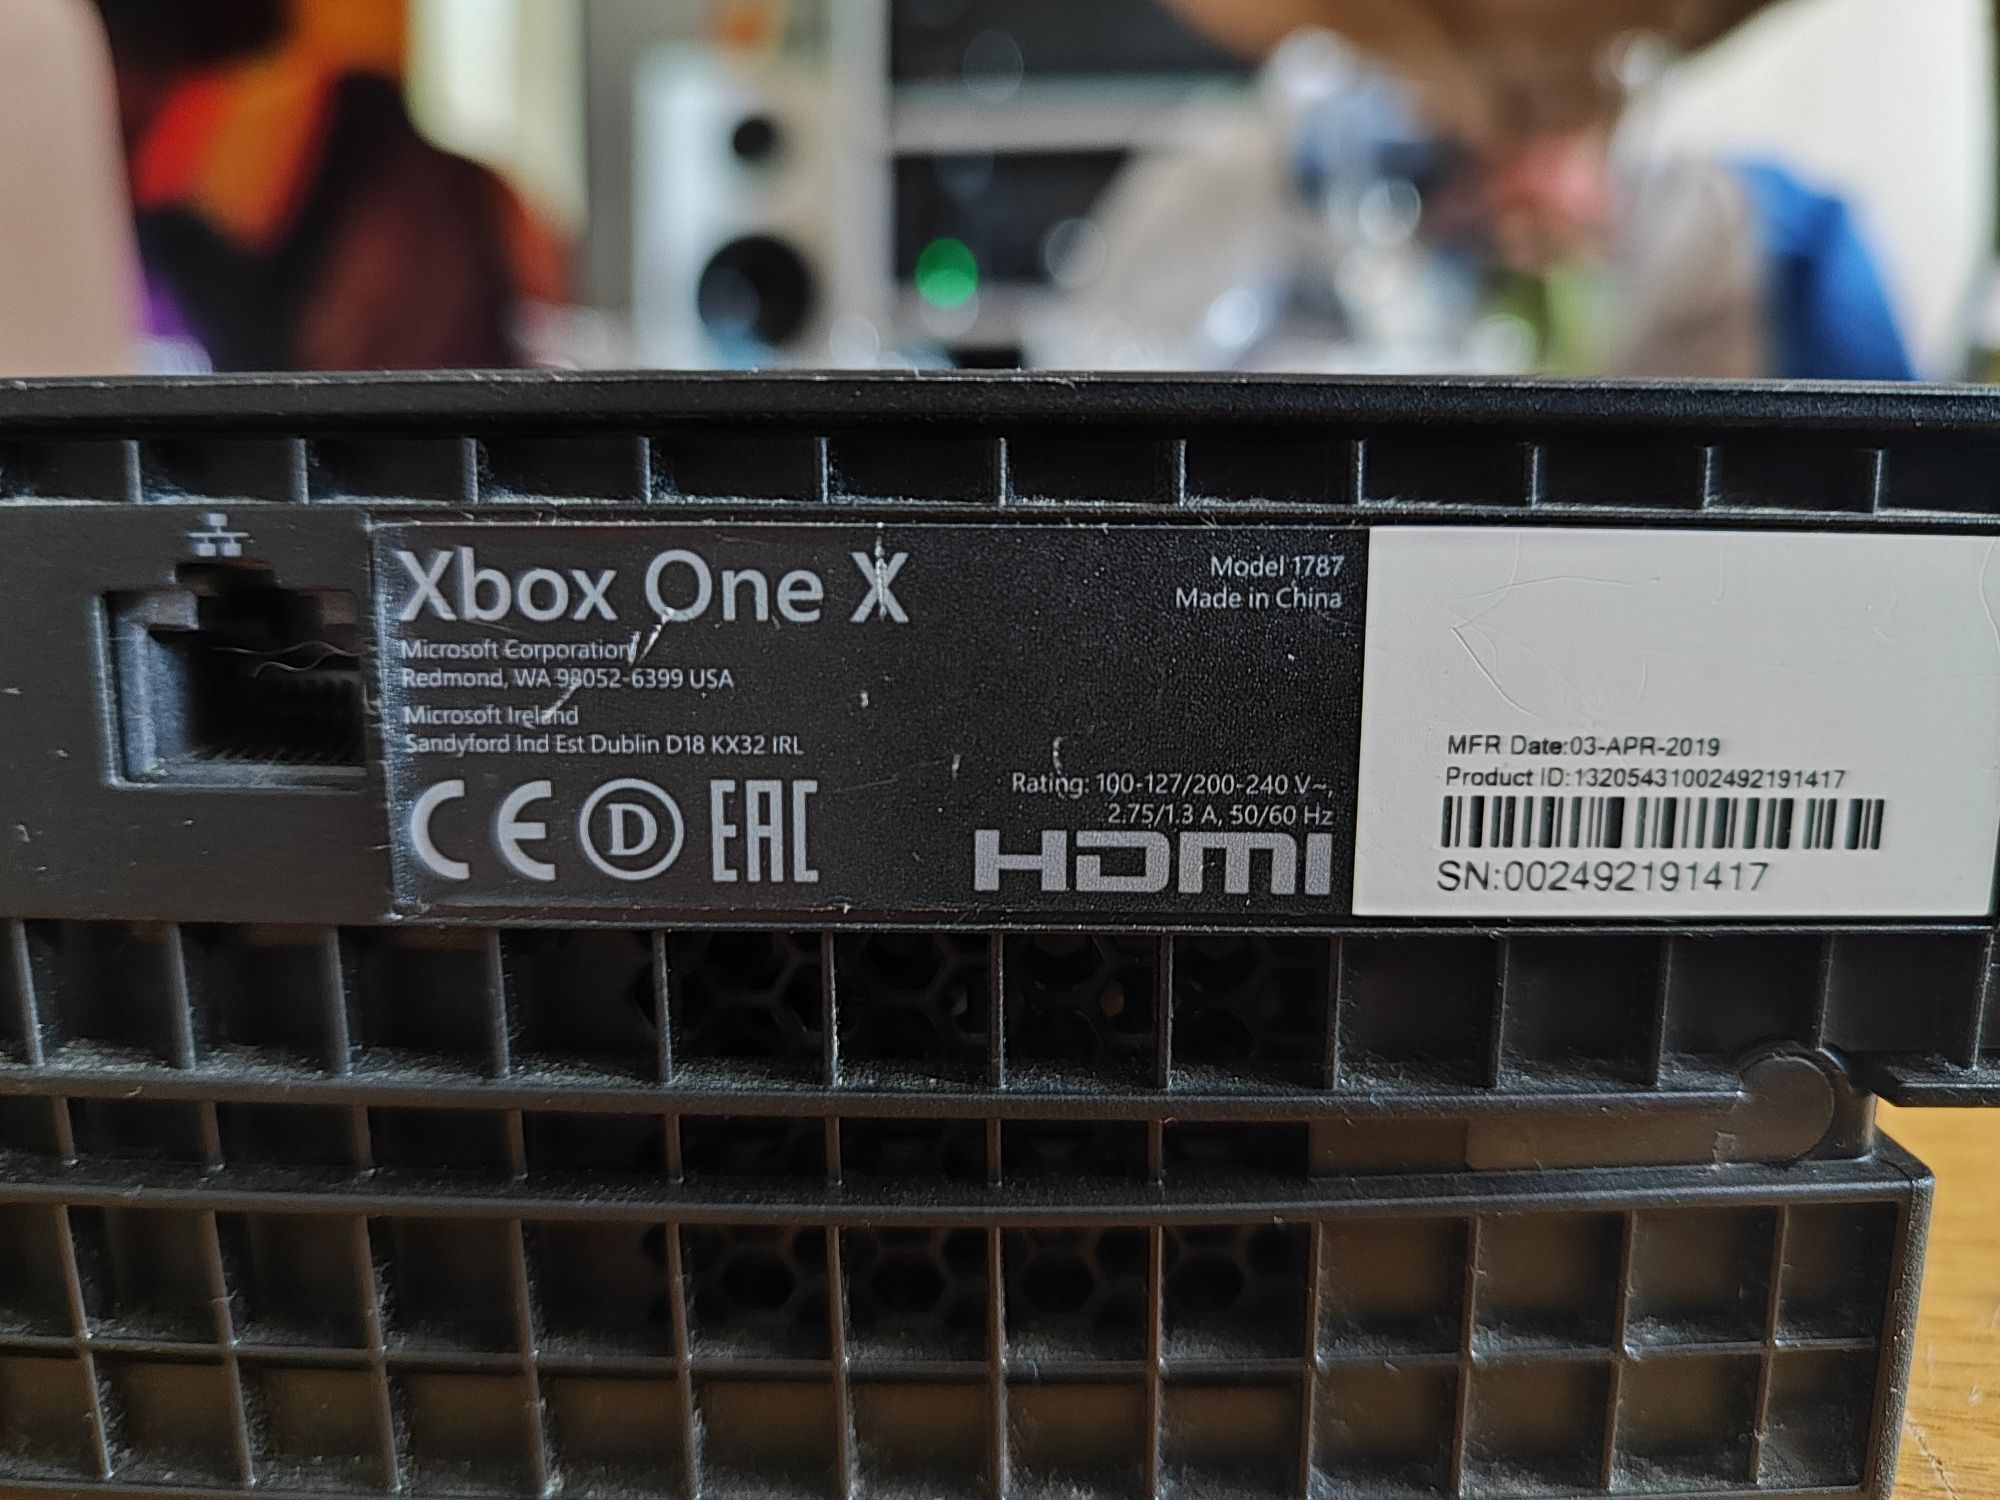 Xbox One X
Microsoft Corporation
Redmond, WA 98052-6399 USA
Microsoft Ireland
Sandyford Ind Est Dublin D18 KX32 IRL
CE D EAC
Model 1787
Made in China
Rating: 100-127/200-240 V~,
2.75/1.3 A, 50/60 Hz
HDMI
MFR Date:03-APR-2019
Product ID:13205431002492191417
SN:002492191417